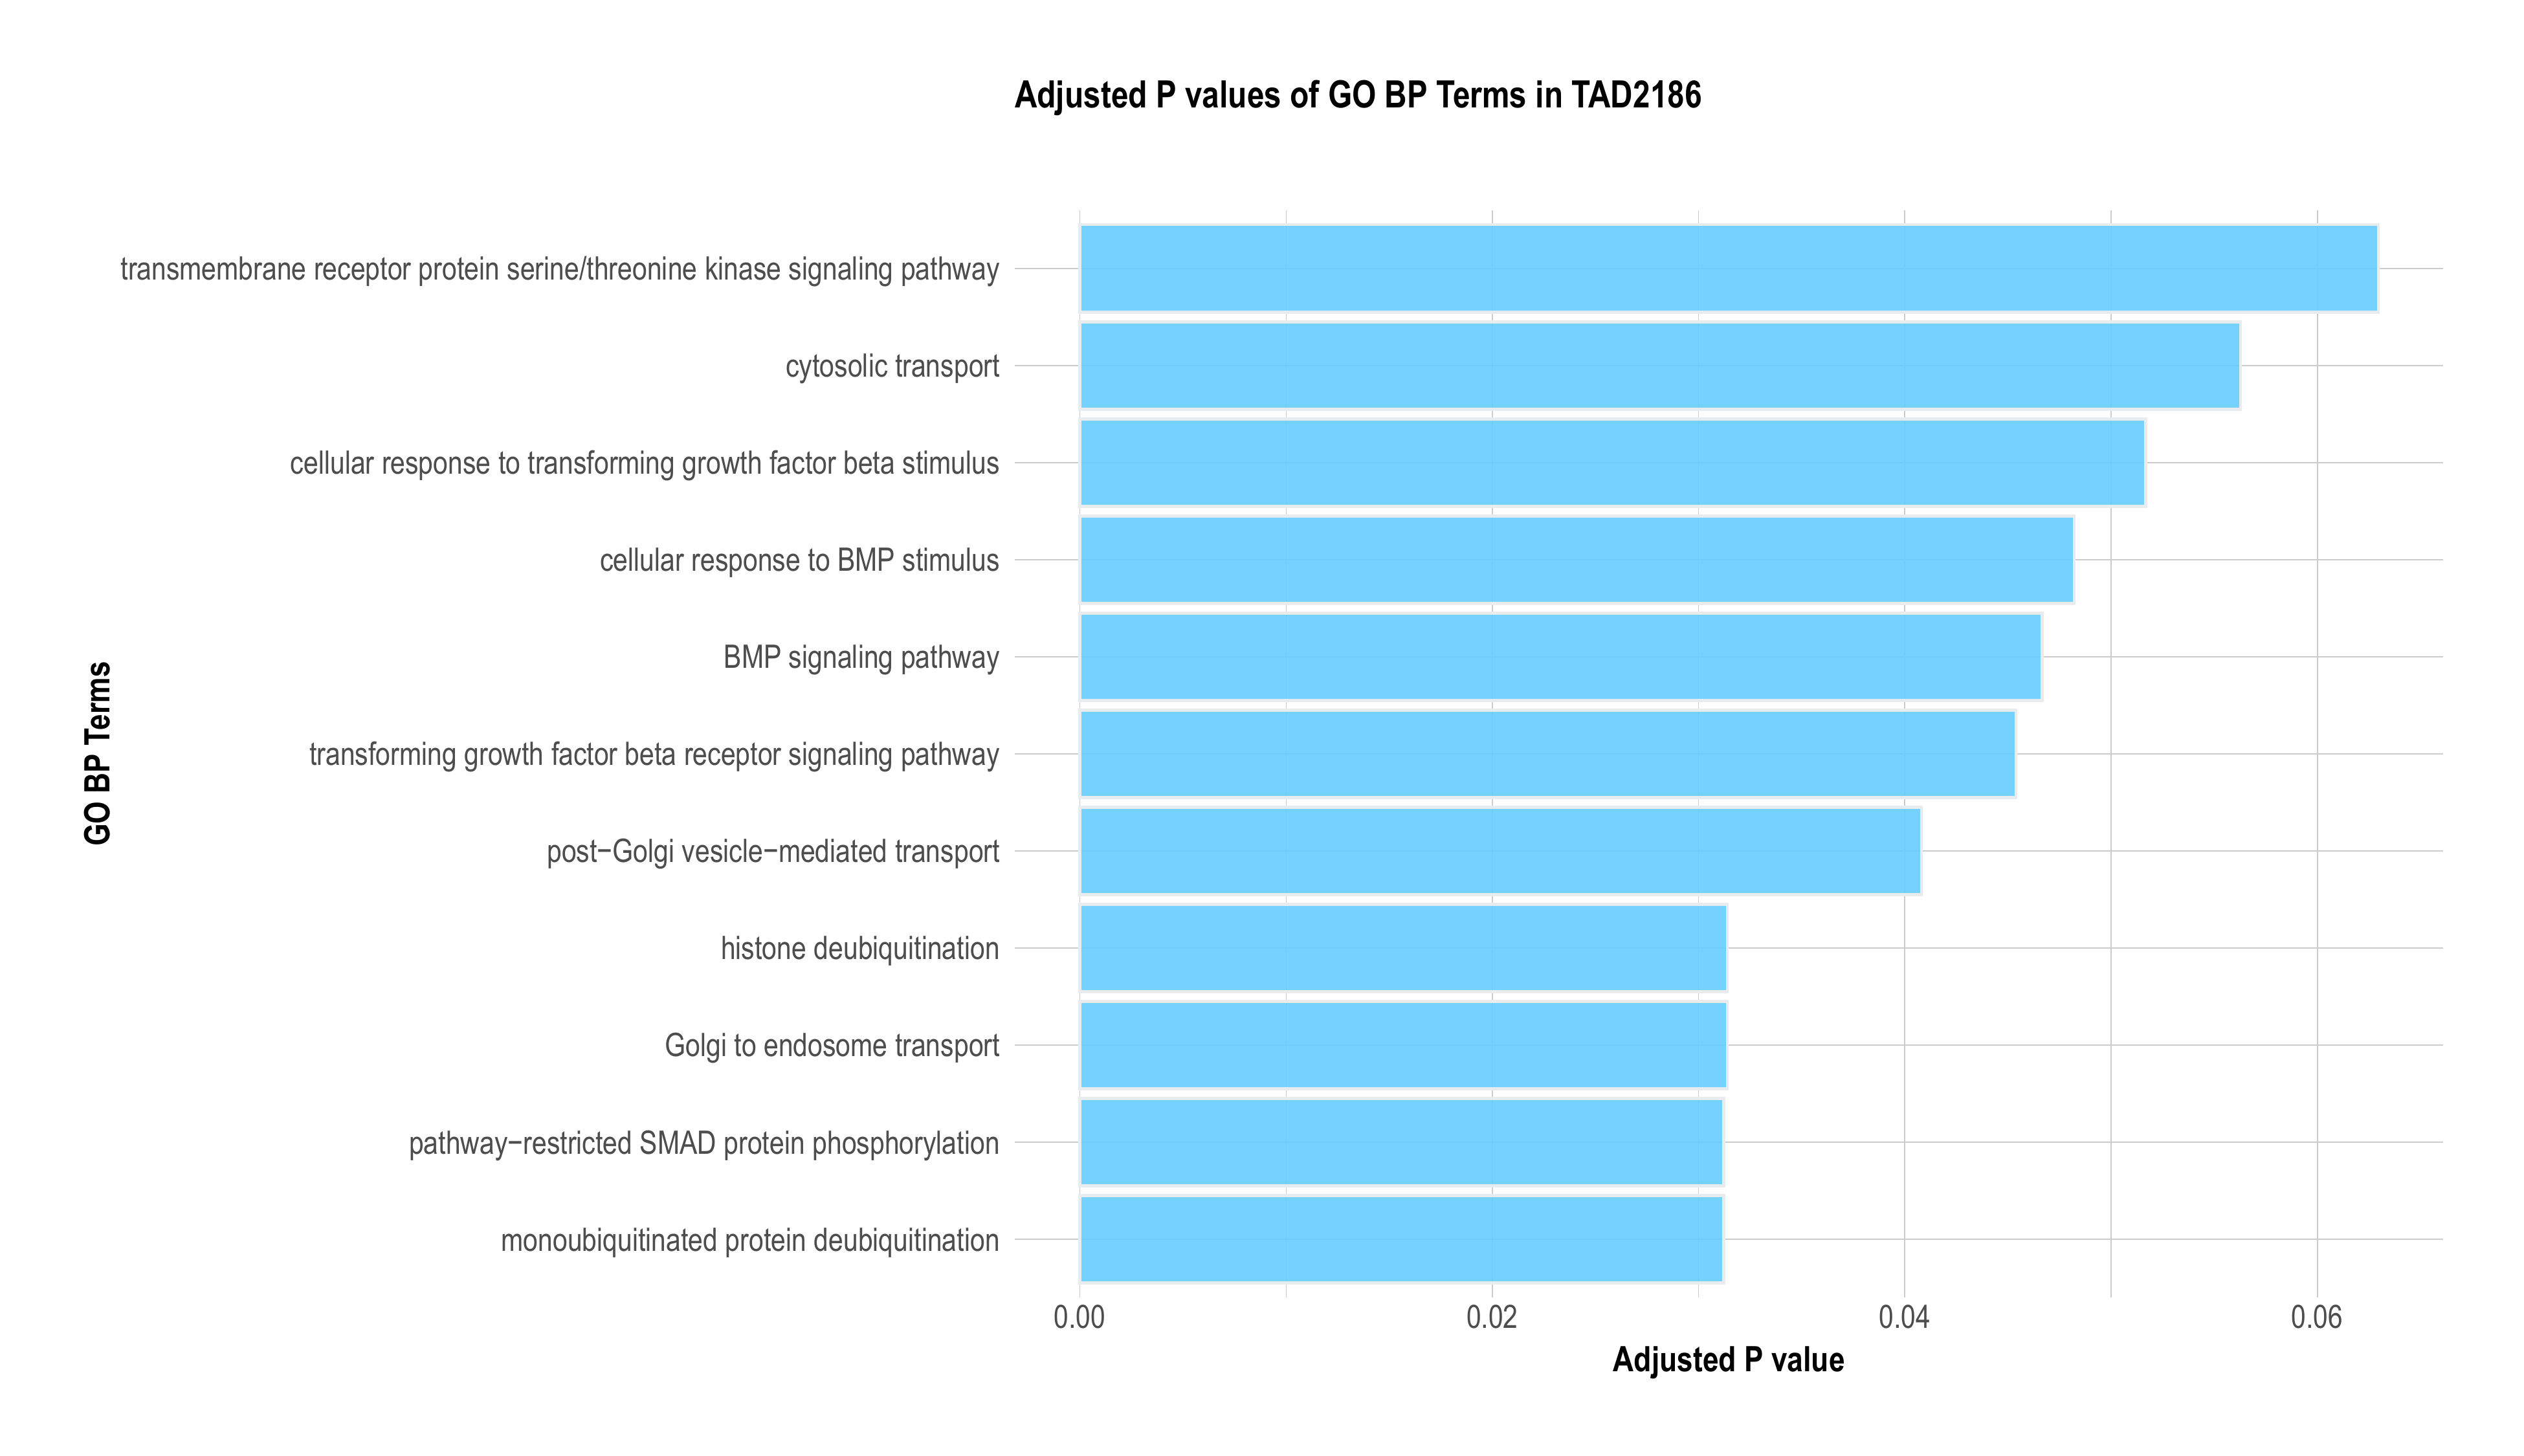 Adjusted P values of GO BP Terms in TAD2186
GO BP Terms
transmembrane receptor protein serine/threonine kinase signaling pathway
cytosolic transport
cellular response to transforming growth factor beta stimulus
cellular response to BMP stimulus
BMP signaling pathway
transforming growth factor beta receptor signaling pathway
post−Golgi vesicle−mediated transport
histone deubiquitination
Golgi to endosome transport
pathway−restricted SMAD protein phosphorylation
monoubiquitinated protein deubiquitination
0.00 0.02 0.04 0.06
Adjusted P value